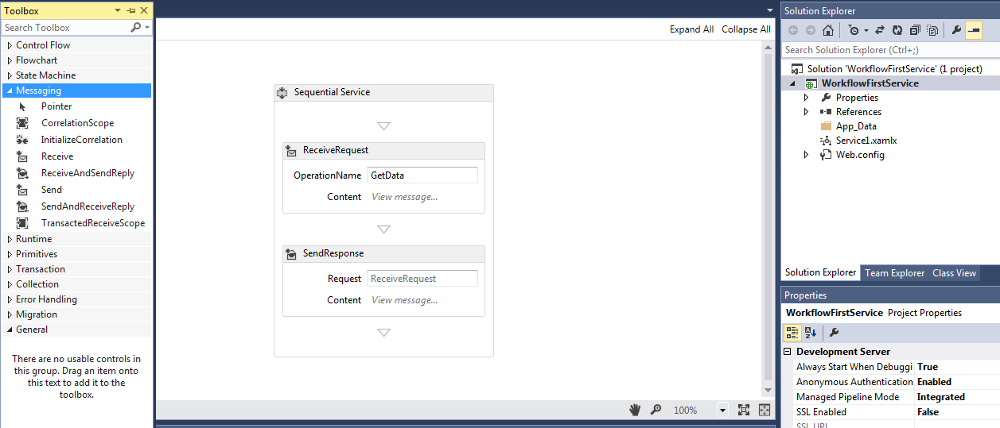 Toolbox
Search Toolbox
Control Flow
Flowchart
State Machine
Messaging
Pointer
CorrelationScope
InitializeCorrelation
Receive
ReceiveAndSendReply
Send
SendAndReceiveReply
TransactedReceiveScope
Runtime
Primitives
Transaction
Collection
Error Handling
Migration
General
There are no usable controls in
this group. Drag an item onto
this text to add it to the
toolbox.
Expand All Collapse All
Sequential Service
ReceiveRequest
OperationName GetData
Content View message...
SendResponse
Request ReceiveRequest
Content View message...
100%
Solution Explorer
Search Solution Explorer (Ctrl+;)
Solution 'WorkflowFirstService' (1 project)
WorkflowFirstService
Properties
References
App_Data
Service1.xamlx
Web.config
Solution Explorer Team Explorer Class View
Properties
WorkflowFirstService Project Properties
Development Server
Always Start When Debuggi True
Anonymous Authentication Enabled
Managed Pipeline Mode Integrated
SSL Enabled False
SSL URL